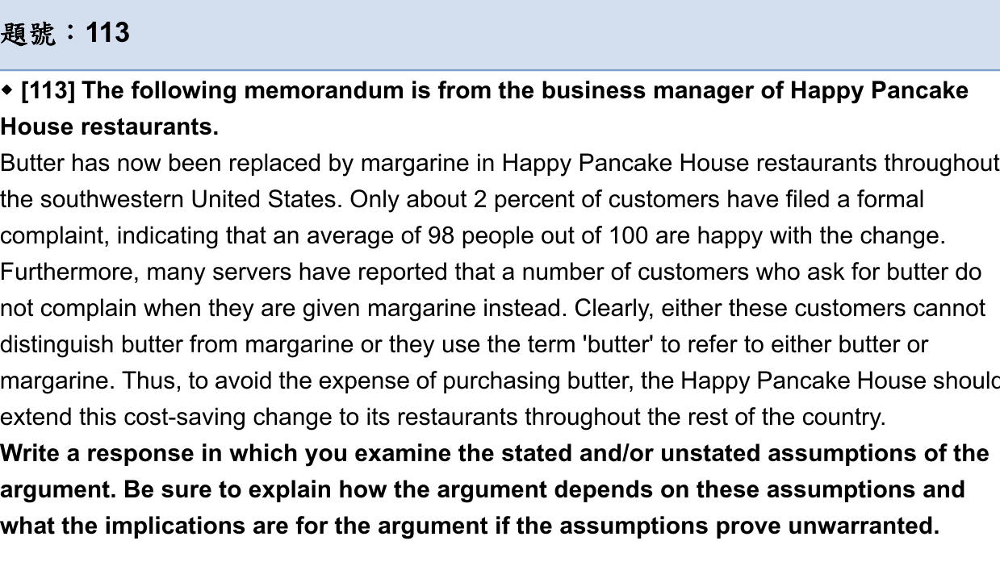 題號：113
◆ [113] The following memorandum is from the business manager of Happy Pancake
House restaurants.
Butter has now been replaced by margarine in Happy Pancake House restaurants throughout
the southwestern United States. Only about 2 percent of customers have filed a formal
complaint, indicating that an average of 98 people out of 100 are happy with the change.
Furthermore, many servers have reported that a number of customers who ask for butter do
not complain when they are given margarine instead. Clearly, either these customers cannot
distinguish butter from margarine or they use the term 'butter' to refer to either butter or
margarine. Thus, to avoid the expense of purchasing butter, the Happy Pancake House should
extend this cost-saving change to its restaurants throughout the rest of the country.
Write a response in which you examine the stated and/or unstated assumptions of the
argument. Be sure to explain how the argument depends on these assumptions and
what the implications are for the argument if the assumptions prove unwarranted.